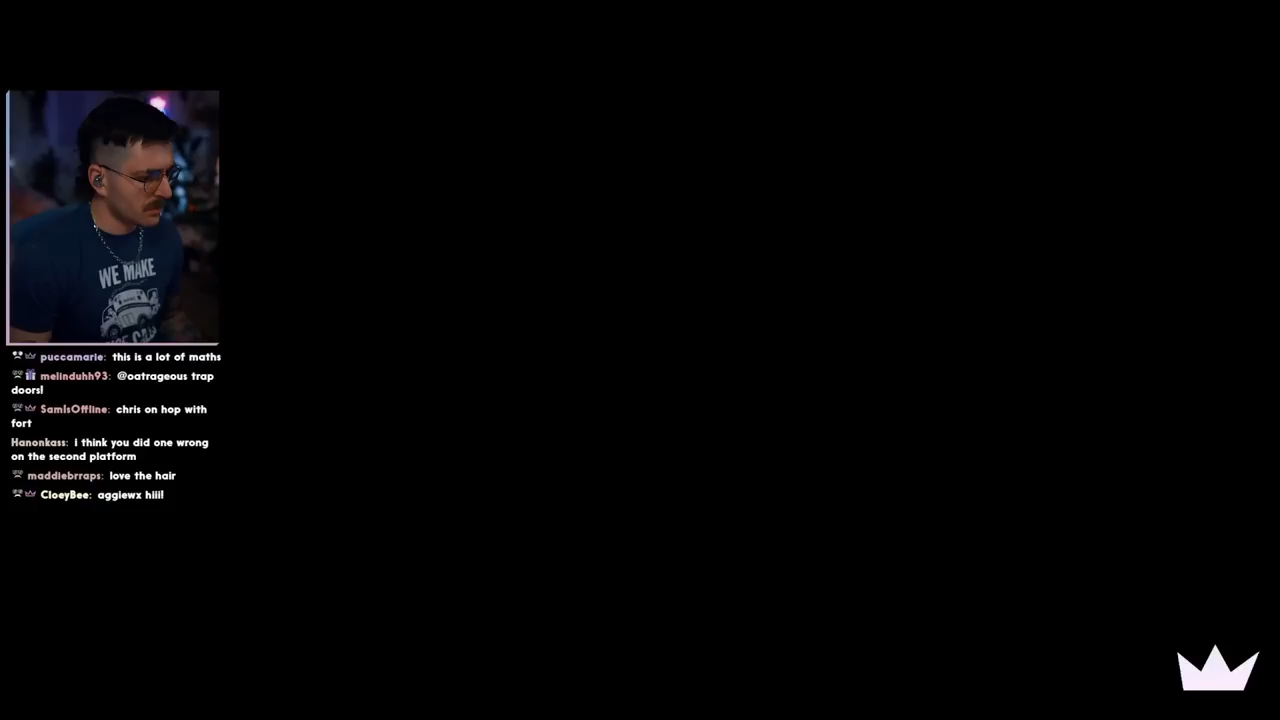 WE MAKE
puccamarie: this is a lot of maths
melinduhh93: @oatrageous trap
doors!
SamIsOffline: chris on hop with
fort
Hanonkass: i think you did one wrong
on the second platform
maddiebrraps: love the hair
CloeyBee: aggiewx hiii!